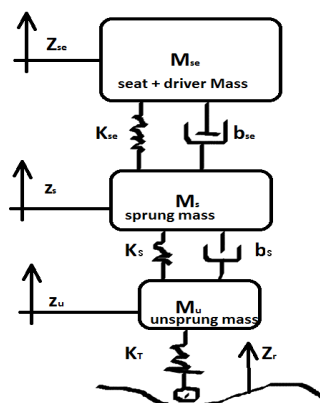 Zse
Mse
seat + driver Mass
Kse
bse
zs
Ms
sprung mass
Ks
bs
zu
Mu
unsprung mass
KT
Zr